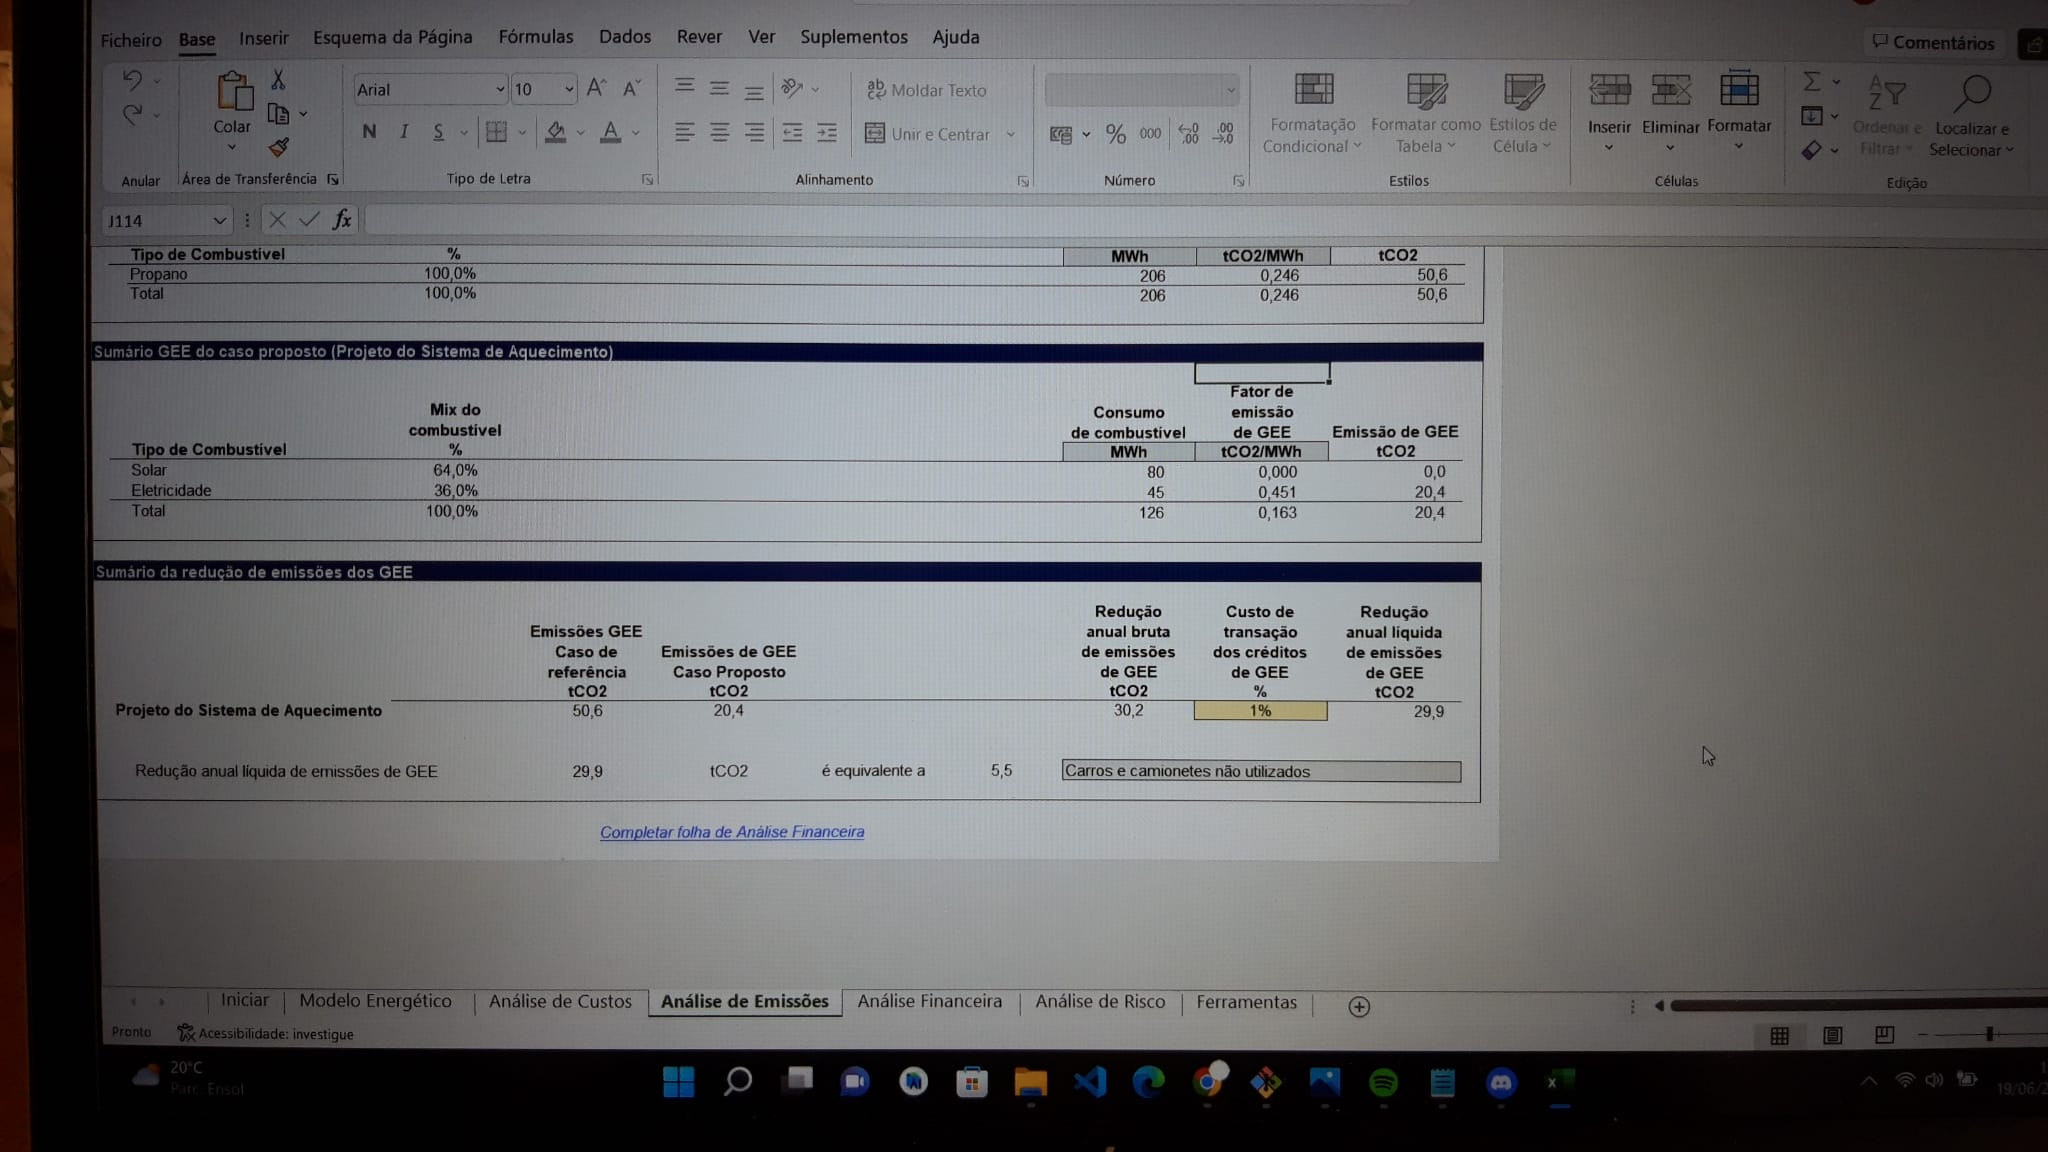 Ficheiro Base Inserir Esquema da Página Fórmulas Dados Rever Ver Suplementos Ajuda Comentários
Arial 10 Moldar Texto
Colar N I S Unir e Centrar % 000 Formatação Condicional Formatar como Tabela Estilos de Célula Inserir Eliminar Formatar Ordenar e Filtrar Localizar e Selecionar
Anular Área de Transferência Tipo de Letra Alinhamento Número Estilos Células Edição
J114 fx
Tipo de Combustível % MWh tCO2/MWh tCO2
Propano 100,0% 206 0,246 50,6
Total 100,0% 206 0,246 50,6
Sumário GEE do caso proposto (Projeto do Sistema de Aquecimento)
Mix do combustível
Consumo de combustível
Fator de emissão de GEE
Emissão de GEE
Tipo de Combustível % MWh tCO2/MWh tCO2
Solar 64,0% 80 0,000 0,0
Eletricidade 36,0% 45 0,451 20,4
Total 100,0% 126 0,163 20,4
Sumário da redução de emissões dos GEE
Emissões GEE Caso de referência tCO2
Emissões de GEE Caso Proposto tCO2
Redução anual bruta de emissões de GEE tCO2
Custo de transação dos créditos de GEE %
Redução anual líquida de emissões de GEE tCO2
Projeto do Sistema de Aquecimento 50,6 20,4 30,2 1% 29,9
Redução anual líquida de emissões de GEE 29,9 tCO2 é equivalente a 5,5 Carros e camionetes não utilizados
Completar folha de Análise Financeira
Iniciar Modelo Energético Análise de Custos Análise de Emissões Análise Financeira Análise de Risco Ferramentas
Pronto Acessibilidade: investigue
20°C
Parc. Ensol
19/06/2